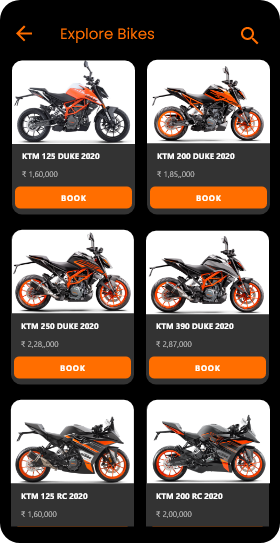 Explore Bikes
KTM 125 DUKE 2020
₹ 1,60,000
BOOK
KTM 200 DUKE 2020
₹ 1,85,,000
BOOK
KTM 250 DUKE 2020
₹ 2,28,,000
BOOK
KTM 390 DUKE 2020
₹ 2,87,000
BOOK
KTM 125 RC 2020
₹ 1,60,000
KTM 200 RC 2020
₹ 2,00,000